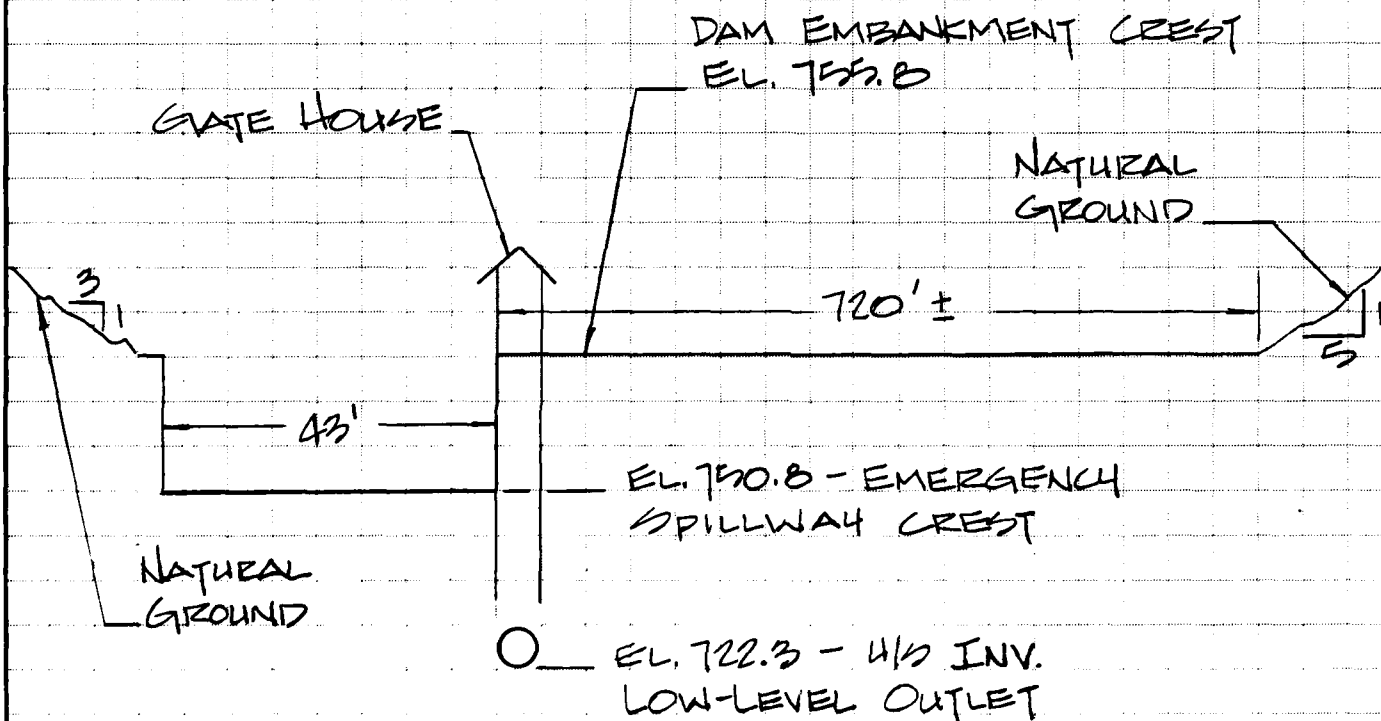 DAM EMBANKMENT CREST
EL. 755.8
GATE HOUSE
NATURAL
GROUND
3
1
720' ±
1
5
43'
EL. 750.8 - EMERGENCY
SPILLWAY CREST
NATURAL
GROUND
EL. 722.3 - U/S INV.
LOW-LEVEL OUTLET